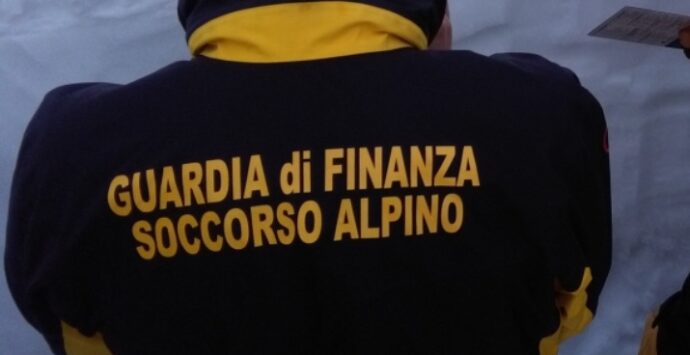 GUARDIA di FINANZA
SOCCORSO ALPINO